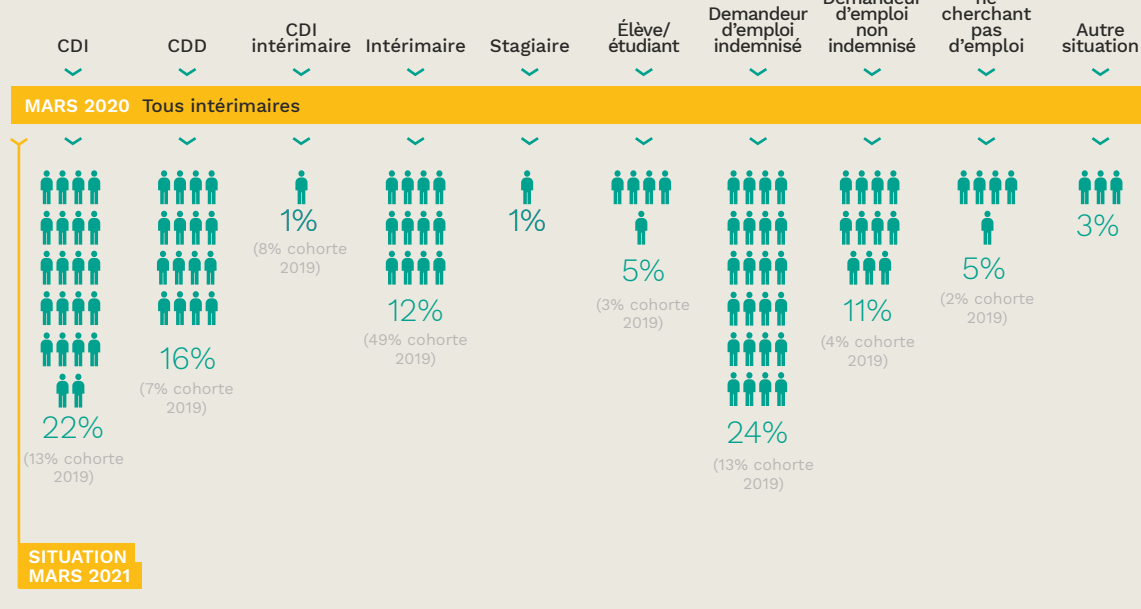 Demandeur
d'emploi
non
indemnisé
ne
cherchant
pas
d'emploi
Demandeur
d'emploi
indemnisé
CDI
CDD
CDI
intérimaire
Intérimaire
Stagiaire
Élève/
étudiant
Autre
situation
MARS 2020 Tous intérimaires
22%
(13% cohorte
2019)
16%
(7% cohorte
2019)
1%
(8% cohorte
2019)
12%
(49% cohorte
2019)
1%
5%
(3% cohorte
2019)
24%
(13% cohorte
2019)
11%
(4% cohorte
2019)
5%
(2% cohorte
2019)
3%
SITUATION
MARS 2021